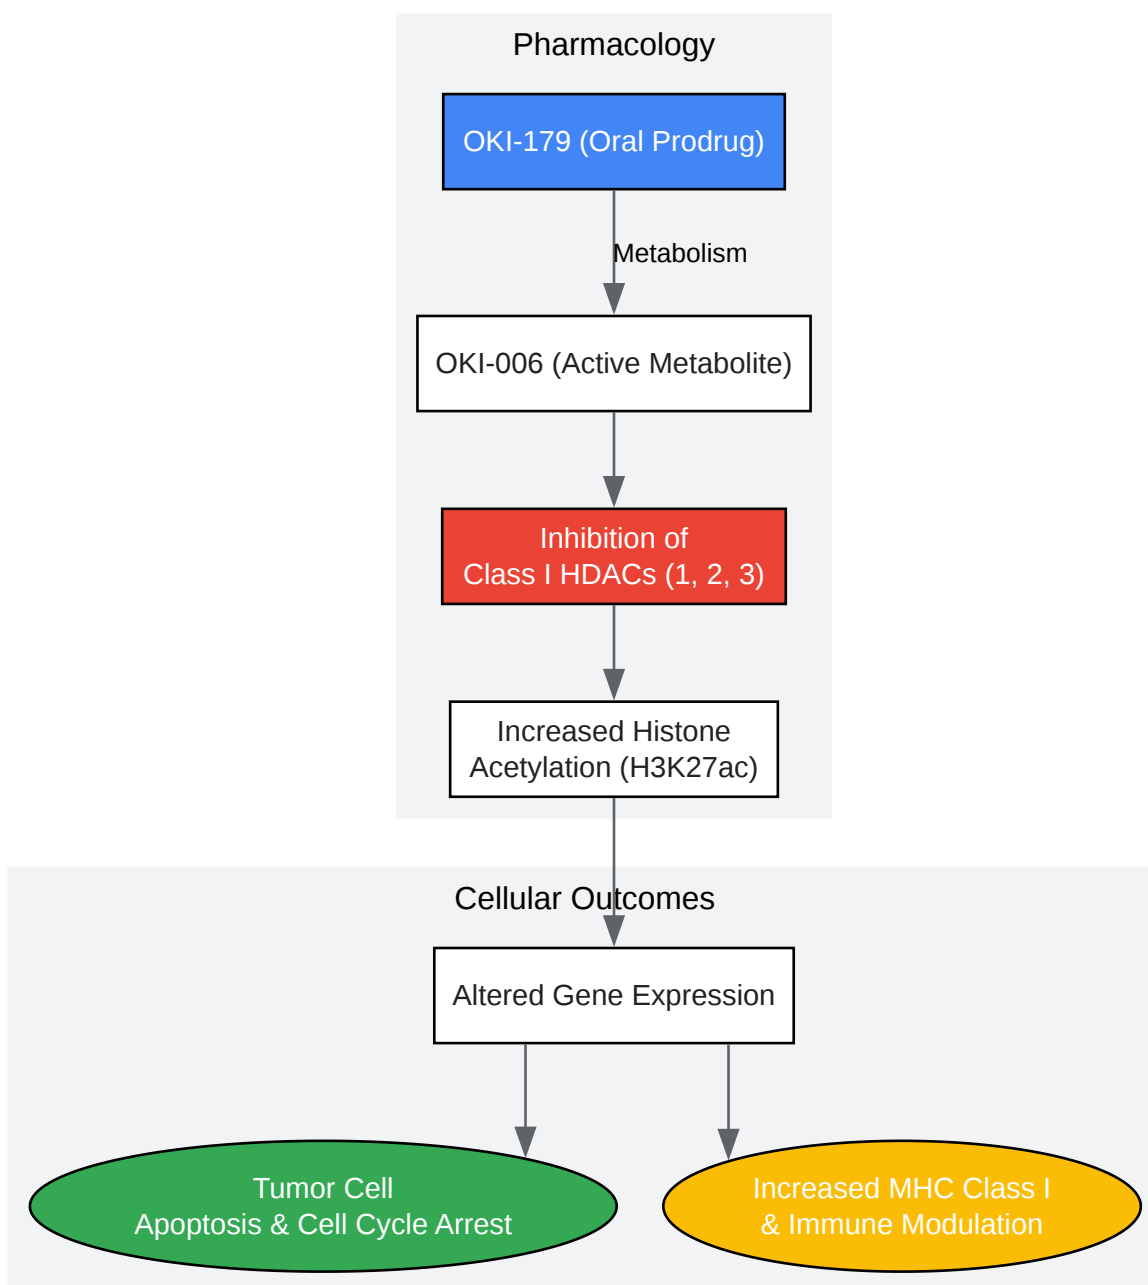 Pharmacology
OKI-179 (Oral Prodrug)
Metabolism
OKI-006 (Active Metabolite)
Inhibition of
Class I HDACs (1, 2, 3)
Increased Histone
Acetylation (H3K27ac)
Cellular Outcomes
Altered Gene Expression
Tumor Cell
Apoptosis & Cell Cycle Arrest
Increased MHC Class I
& Immune Modulation